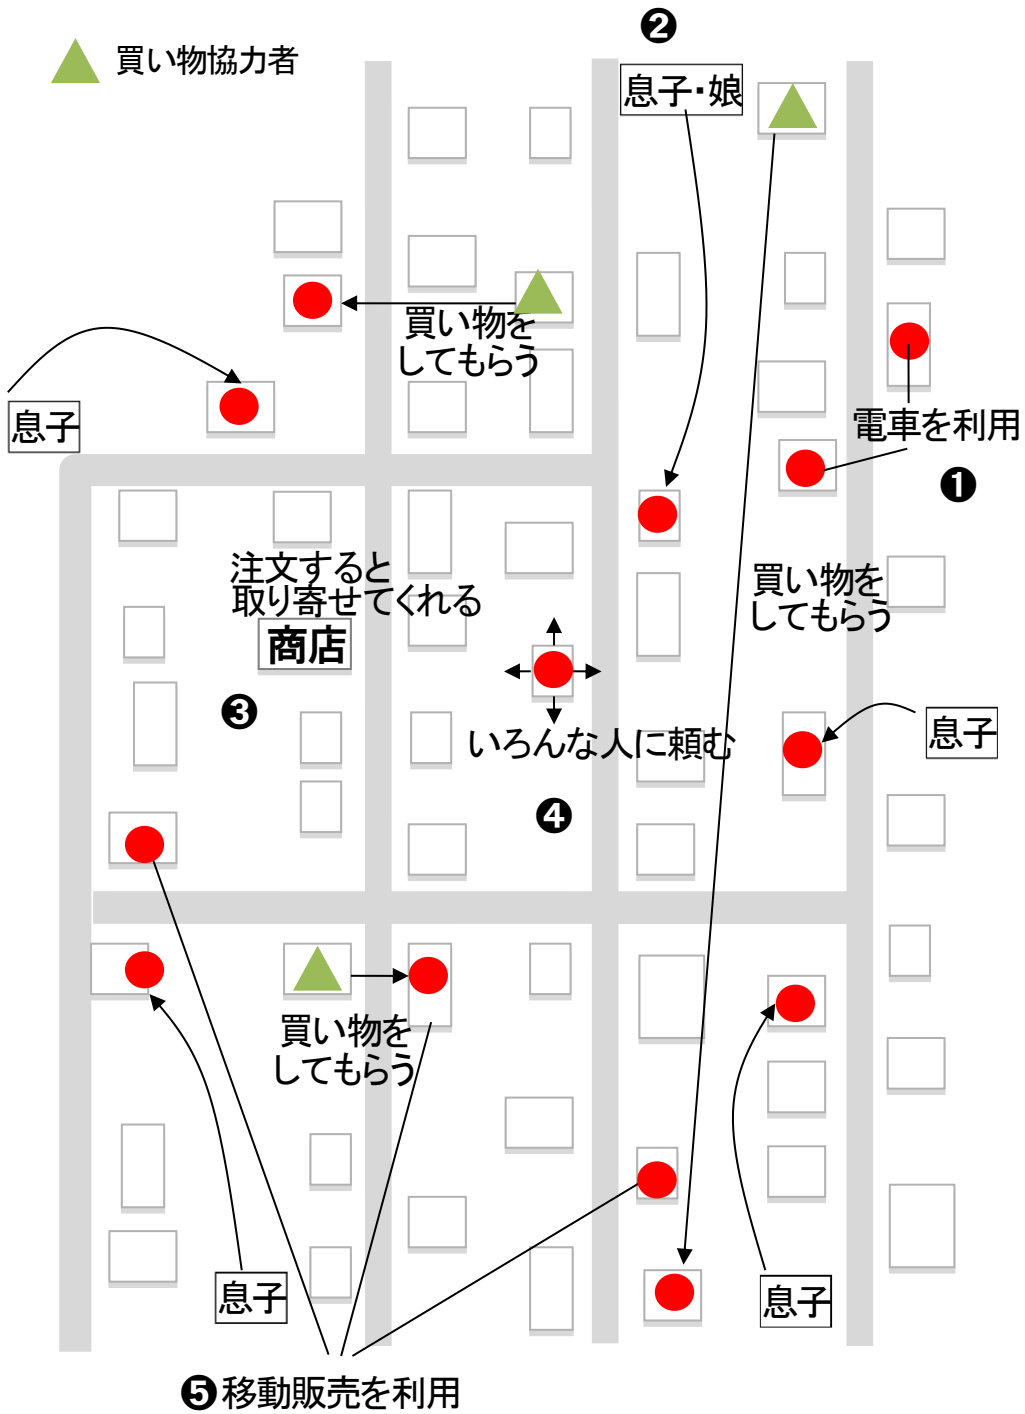 ❷
買い物協力者
息子・娘
買い物を
してもらう
息子
電車を利用
❶
注文すると
取り寄せてくれる
商店
買い物を
してもらう
❸
いろんな人に頼む
息子
❹
買い物を
してもらう
息子
息子
❺移動販売を利用